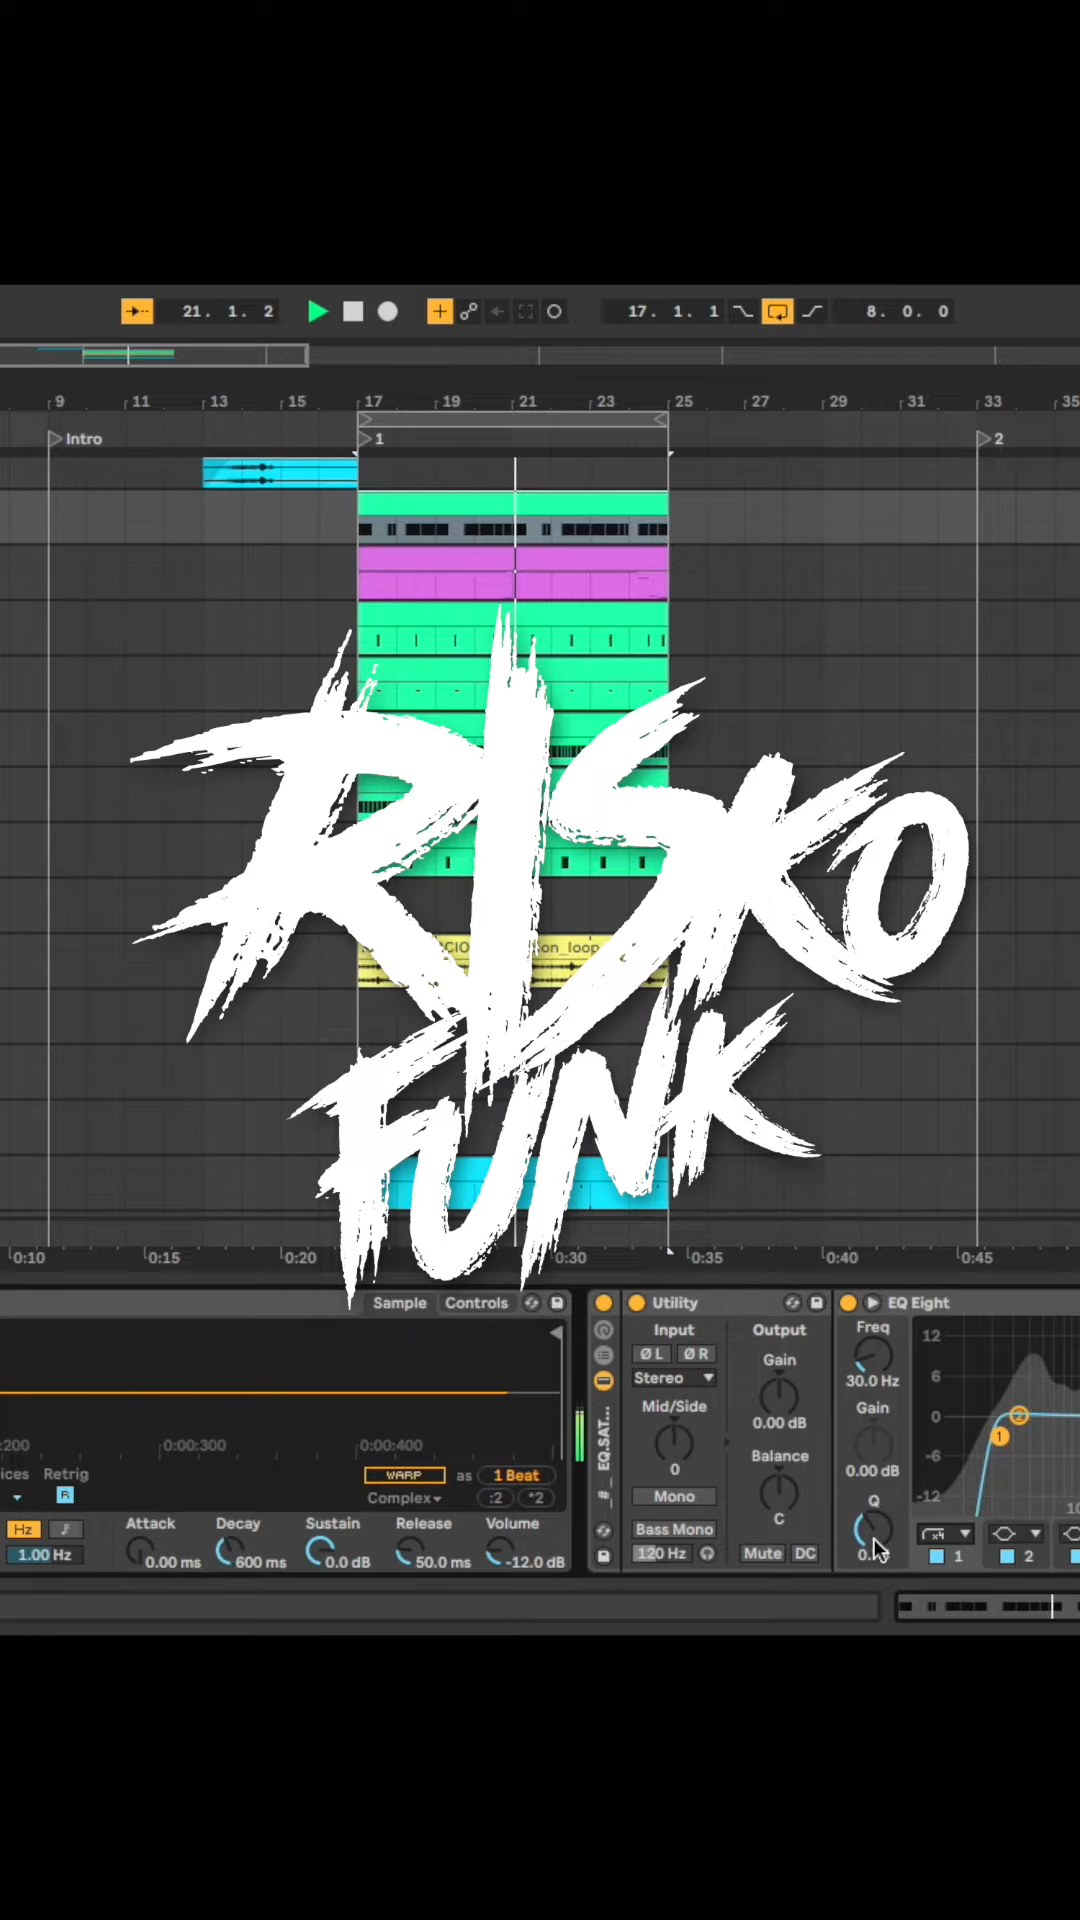 21. 1. 2
17. 1. 1
8. 0. 0
9 11 13 15 17 19 21 23 25 27 29 31 33 35
Intro
1
2
RISKO
FUNK
0:10 0:15 0:20 0:30 0:35 0:40 0:45
Sample Controls
Utility
EQ Eight
Input
Output
Freq
Ø L Ø R
Gain
30.0 Hz
Stereo
Mid/Side
Gain
0.00 dB
0
Balance
0.00 dB
C
Q
Mono
Bass Mono
120 Hz
Mute DC
12
6
0
-6
-12
1
2
1 2
0:00:300 0:00:400
Retrig
R
WARP as 1 Beat
Complex
:2 *2
Hz
1.00 Hz
Attack Decay Sustain Release Volume
0.00 ms 600 ms 0.0 dB 50.0 ms -12.0 dB